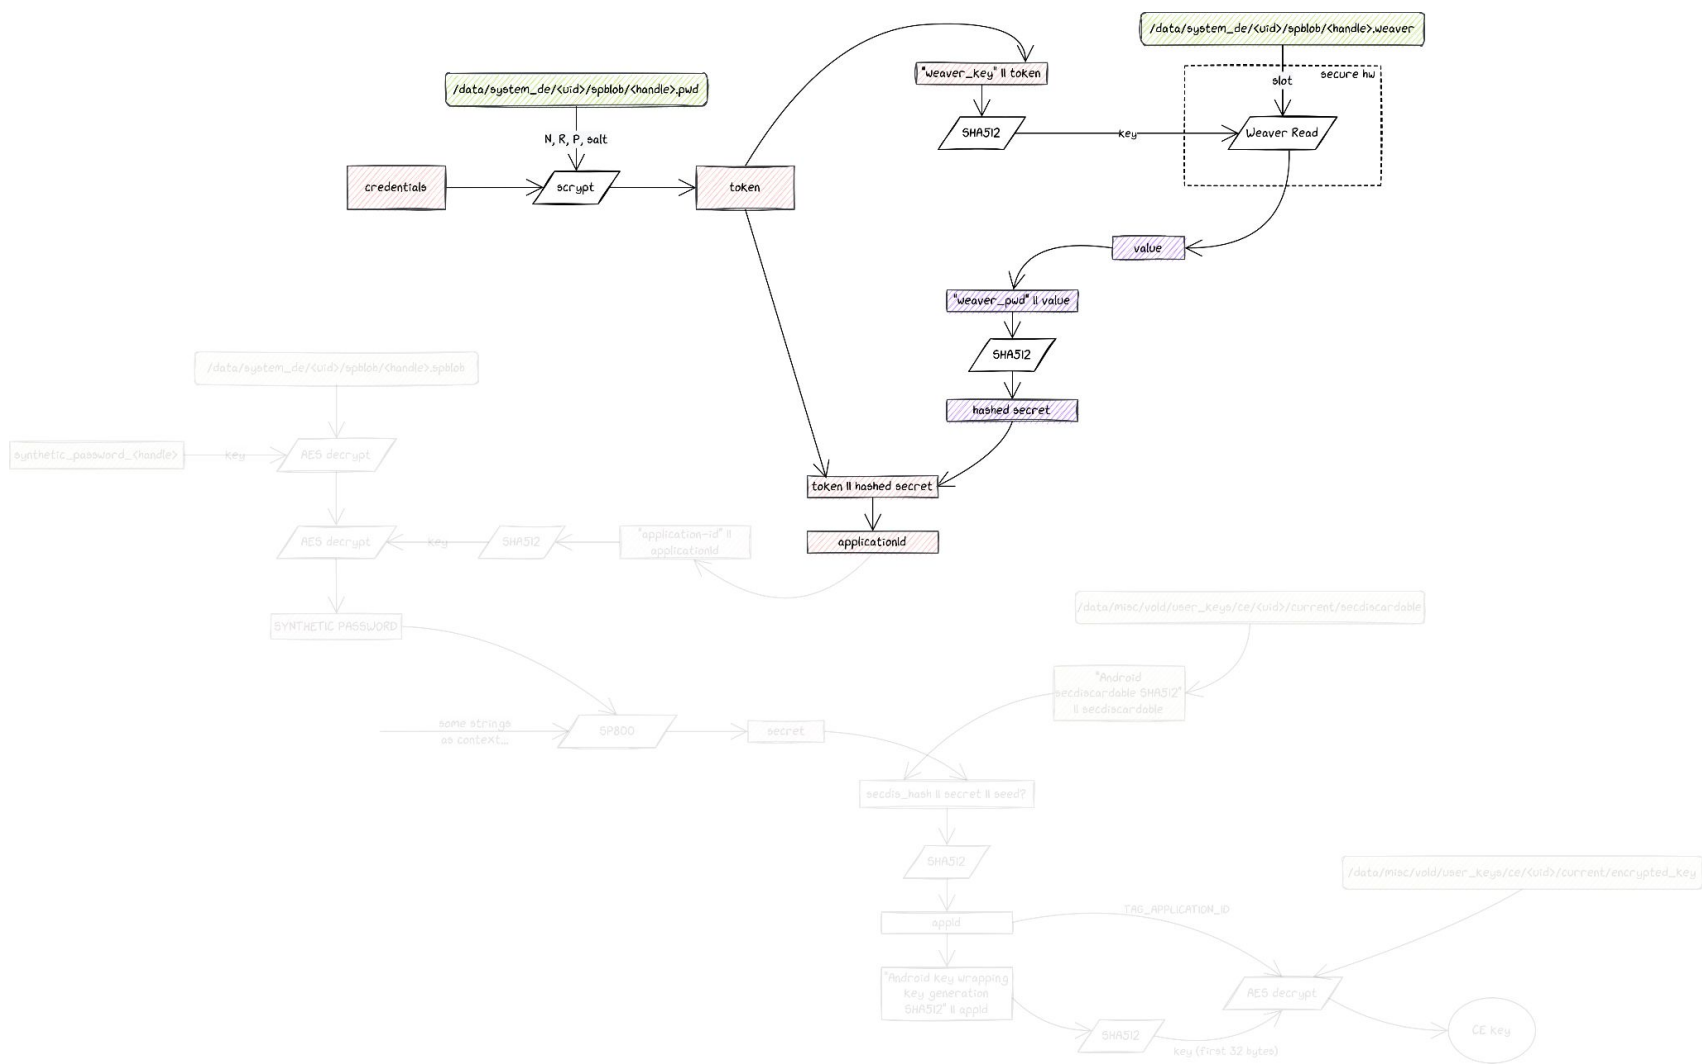 /data/system_de/<uid>/spblob/<handle>.weaver
"weaver_key" || token
secure hw
slot
/data/system_de/<uid>/spblob/<handle>.pwd
SHA512
key
Weaver Read
N, R, P, salt
credentials
scrypt
token
value
"weaver_pwd" || value
SHA512
/data/system_de/<uid>/spblob/<handle>.spblob
hashed secret
synthetic_password_<handle>
key
AES decrypt
token || hashed secret
AES decrypt
key
SHA512
"application-id" ||
applicationId
applicationId
/data/misc/vold/user_keys/ce/<uid>/current/secdiscardable
SYNTHETIC PASSWORD
"Android
secdiscardable SHA512"
|| secdiscardable
some strings
as context...
SP800
secret
secdis_hash || secret || seed?
SHA512
/data/misc/vold/user_keys/ce/<uid>/current/encrypted_key
appId
TAG_APPLICATION_ID
"Android key wrapping
key generation
SHA512" || appId
AES decrypt
SHA512
CE key
key (first 32 bytes)